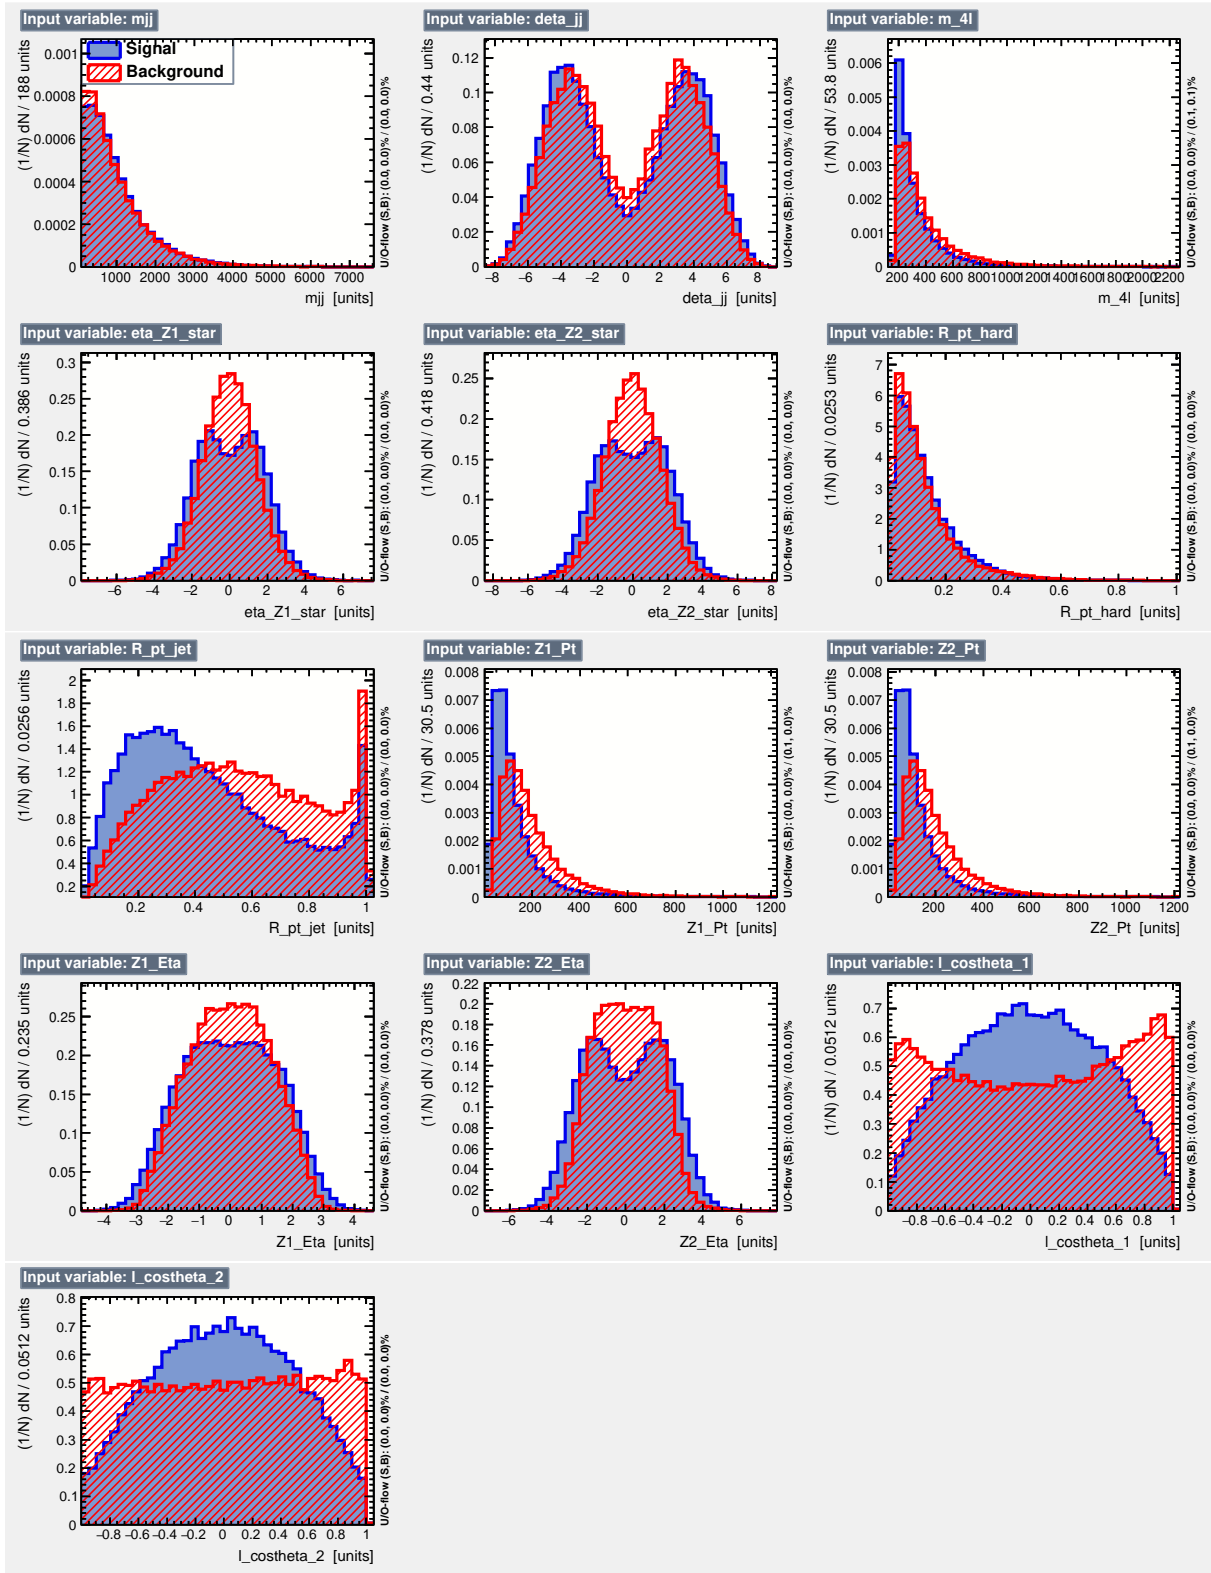 Input variable: mjj
(1/N) dN / 188 units
0.001
0.0008
0.0006
0.0004
0.0002
0
Signal
Background
1000 2000 3000 4000 5000 6000 7000
mjj [units]
U/O-flow (S,B): (0.0, 0.0)% / (0.0, 0.0)%
Input variable: deta_jj
(1/N) dN / 0.44 units
0.12
0.1
0.08
0.06
0.04
0.02
0
−8 −6 −4 −2 0 2 4 6 8
deta_jj [units]
U/O-flow (S,B): (0.0, 0.0)% / (0.0, 0.0)%
Input variable: m_4l
(1/N) dN / 53.8 units
0.006
0.005
0.004
0.003
0.002
0.001
0
200 400 600 800 1000 1200 1400 1600 1800 2000 2200
m_4l [units]
U/O-flow (S,B): (0.0, 0.0)% / (0.1, 0.1)%
Input variable: eta_Z1_star
(1/N) dN / 0.386 units
0.3
0.25
0.2
0.15
0.1
0.05
0
−6 −4 −2 0 2 4 6
eta_Z1_star [units]
U/O-flow (S,B): (0.0, 0.0)% / (0.0, 0.0)%
Input variable: eta_Z2_star
(1/N) dN / 0.418 units
0.25
0.2
0.15
0.1
0.05
0
−8 −6 −4 −2 0 2 4 6 8
eta_Z2_star [units]
U/O-flow (S,B): (0.0, 0.0)% / (0.0, 0.0)%
Input variable: R_pt_hard
(1/N) dN / 0.0253 units
7
6
5
4
3
2
1
0
0.2 0.4 0.6 0.8 1
R_pt_hard [units]
U/O-flow (S,B): (0.0, 0.0)% / (0.0, 0.0)%
Input variable: R_pt_jet
(1/N) dN / 0.0256 units
2
1.8
1.6
1.4
1.2
1
0.8
0.6
0.4
0.2
0.2 0.4 0.6 0.8 1
R_pt_jet [units]
U/O-flow (S,B): (0.0, 0.0)% / (0.0, 0.0)%
Input variable: Z1_Pt
(1/N) dN / 30.5 units
0.008
0.007
0.006
0.005
0.004
0.003
0.002
0.001
0
200 400 600 800 1000 1200
Z1_Pt [units]
U/O-flow (S,B): (0.0, 0.0)% / (0.1, 0.0)%
Input variable: Z2_Pt
(1/N) dN / 30.5 units
0.008
0.007
0.006
0.005
0.004
0.003
0.002
0.001
0
200 400 600 800 1000 1200
Z2_Pt [units]
U/O-flow (S,B): (0.0, 0.0)% / (0.1, 0.0)%
Input variable: Z1_Eta
(1/N) dN / 0.235 units
0.25
0.2
0.15
0.1
0.05
0
−4 −3 −2 −1 0 1 2 3 4
Z1_Eta [units]
U/O-flow (S,B): (0.0, 0.0)% / (0.0, 0.0)%
Input variable: Z2_Eta
(1/N) dN / 0.378 units
0.22
0.2
0.18
0.16
0.14
0.12
0.1
0.08
0.06
0.04
0.02
0
−6 −4 −2 0 2 4 6
Z2_Eta [units]
U/O-flow (S,B): (0.0, 0.0)% / (0.0, 0.0)%
Input variable: l_costheta_1
(1/N) dN / 0.0512 units
0.7
0.6
0.5
0.4
0.3
0.2
0.1
0
−0.8 −0.6 −0.4 −0.2 0 0.2 0.4 0.6 0.8 1
l_costheta_1 [units]
U/O-flow (S,B): (0.0, 0.0)% / (0.0, 0.0)%
Input variable: l_costheta_2
(1/N) dN / 0.0512 units
0.8
0.7
0.6
0.5
0.4
0.3
0.2
0.1
0
−0.8 −0.6 −0.4 −0.2 0 0.2 0.4 0.6 0.8 1
l_costheta_2 [units]
U/O-flow (S,B): (0.0, 0.0)% / (0.0, 0.0)%